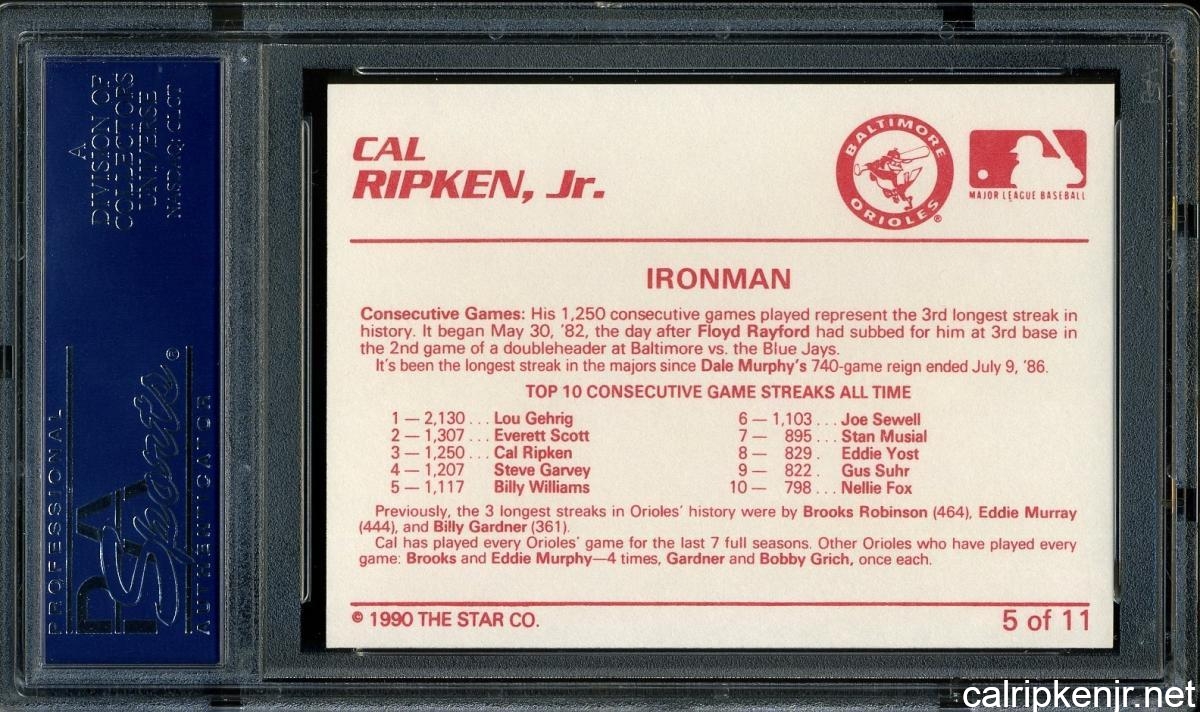 A
DIVISION OF
COLLECTORS
UNIVERSE
NASDAQ: CLCT
PROFESSIONAL
PSA
Sports®
AUTHENTICATOR
CAL
RIPKEN, Jr.
BALTIMORE
ORIOLES®
MAJOR LEAGUE BASEBALL
IRONMAN
Consecutive Games: His 1,250 consecutive games played represent the 3rd longest streak in
history. It began May 30, '82, the day after Floyd Rayford had subbed for him at 3rd base in
the 2nd game of a doubleheader at Baltimore vs. the Blue Jays.
It's been the longest streak in the majors since Dale Murphy's 740-game reign ended July 9, '86.
TOP 10 CONSECUTIVE GAME STREAKS ALL TIME
1 — 2,130 ... Lou Gehrig
2 — 1,307 ... Everett Scott
3 — 1,250 ... Cal Ripken
4 — 1,207 Steve Garvey
5 — 1,117 Billy Williams
6 — 1,103 ... Joe Sewell
7 — 895 ... Stan Musial
8 — 829 . Eddie Yost
9 — 822 . Gus Suhr
10 — 798 ... Nellie Fox
Previously, the 3 longest streaks in Orioles' history were by Brooks Robinson (464), Eddie Murray
(444), and Billy Gardner (361).
Cal has played every Orioles' game for the last 7 full seasons. Other Orioles who have played every
game: Brooks and Eddie Murphy—4 times, Gardner and Bobby Grich, once each.
© 1990 THE STAR CO.
5 of 11
calripkenjr.net